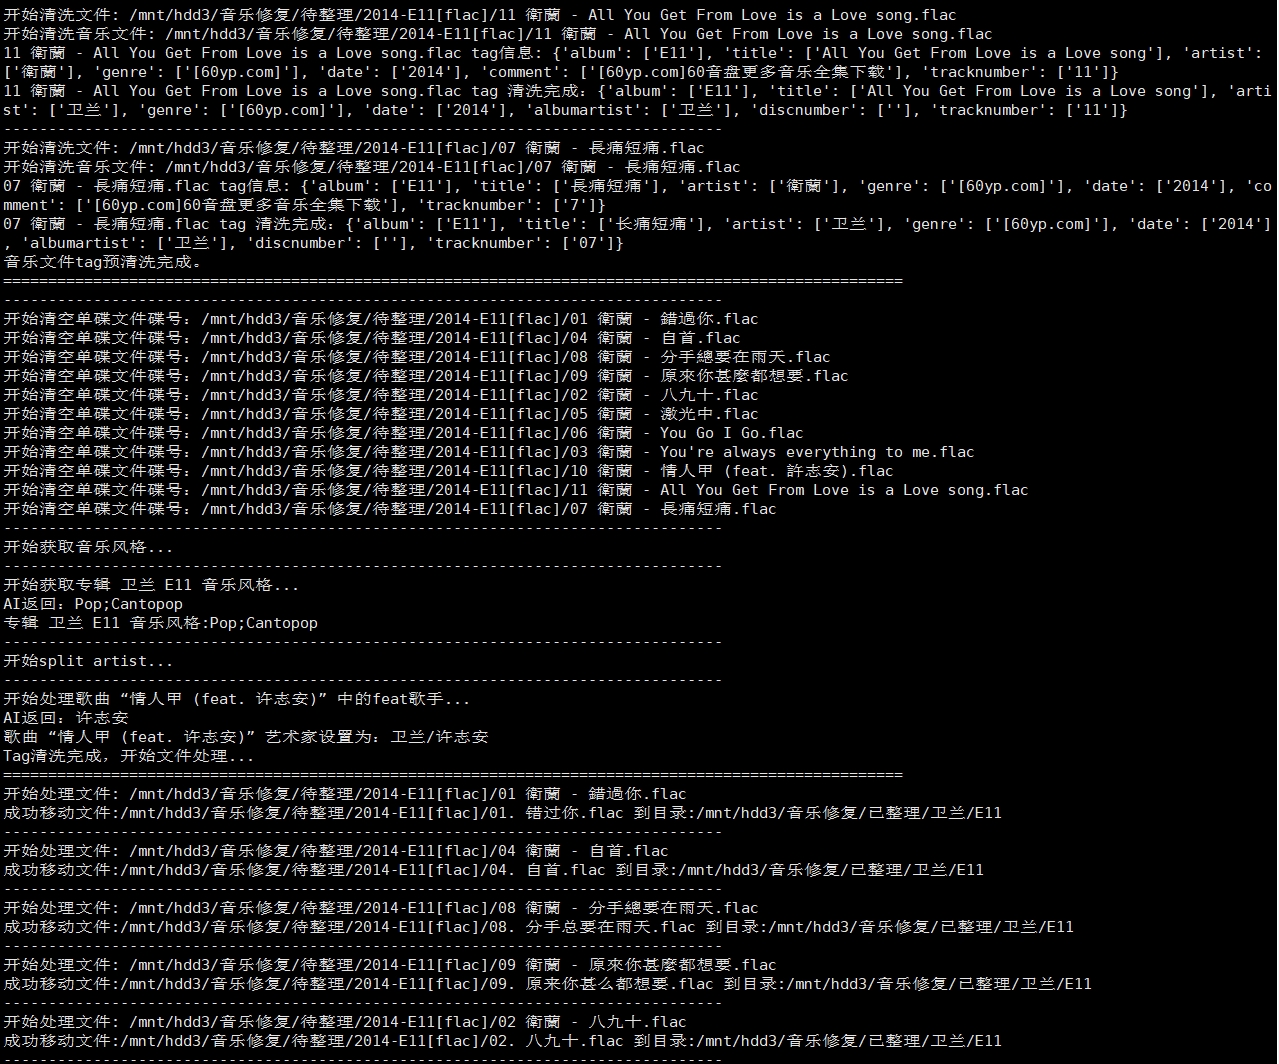 开始清洗文件: /mnt/hdd3/音乐修复/待整理/2014-E11[flac]/11 衛蘭 - All You Get From Love is a Love song.flac
开始清洗音乐文件: /mnt/hdd3/音乐修复/待整理/2014-E11[flac]/11 衛蘭 - All You Get From Love is a Love song.flac
11 衛蘭 - All You Get From Love is a Love song.flac tag信息: {'album': ['E11'], 'title': ['All You Get From Love is a Love song'], 'artist':
['衛蘭'], 'genre': ['[60yp.com]'], 'date': ['2014'], 'comment': ['[60yp.com]60音盘更多音乐全集下载'], 'tracknumber': ['11']}
11 衛蘭 - All You Get From Love is a Love song.flac tag 清洗完成：{'album': ['E11'], 'title': ['All You Get From Love is a Love song'], 'arti
st': ['卫兰'], 'genre': ['[60yp.com]'], 'date': ['2014'], 'albumartist': ['卫兰'], 'discnumber': [''], 'tracknumber': ['11']}
--------------------------------------------------------------------------------
开始清洗文件: /mnt/hdd3/音乐修复/待整理/2014-E11[flac]/07 衛蘭 - 長痛短痛.flac
开始清洗音乐文件: /mnt/hdd3/音乐修复/待整理/2014-E11[flac]/07 衛蘭 - 長痛短痛.flac
07 衛蘭 - 長痛短痛.flac tag信息: {'album': ['E11'], 'title': ['長痛短痛'], 'artist': ['衛蘭'], 'genre': ['[60yp.com]'], 'date': ['2014'], 'co
mment': ['[60yp.com]60音盘更多音乐全集下载'], 'tracknumber': ['7']}
07 衛蘭 - 長痛短痛.flac tag 清洗完成：{'album': ['E11'], 'title': ['长痛短痛'], 'artist': ['卫兰'], 'genre': ['[60yp.com]'], 'date': ['2014']
, 'albumartist': ['卫兰'], 'discnumber': [''], 'tracknumber': ['07']}
音乐文件tag预清洗完成。
====================================================================================================
--------------------------------------------------------------------------------
开始清空单碟文件碟号：/mnt/hdd3/音乐修复/待整理/2014-E11[flac]/01 衛蘭 - 錯過你.flac
开始清空单碟文件碟号：/mnt/hdd3/音乐修复/待整理/2014-E11[flac]/04 衛蘭 - 自首.flac
开始清空单碟文件碟号：/mnt/hdd3/音乐修复/待整理/2014-E11[flac]/08 衛蘭 - 分手總要在雨天.flac
开始清空单碟文件碟号：/mnt/hdd3/音乐修复/待整理/2014-E11[flac]/09 衛蘭 - 原來你甚麼都想要.flac
开始清空单碟文件碟号：/mnt/hdd3/音乐修复/待整理/2014-E11[flac]/02 衛蘭 - 八九十.flac
开始清空单碟文件碟号：/mnt/hdd3/音乐修复/待整理/2014-E11[flac]/05 衛蘭 - 激光中.flac
开始清空单碟文件碟号：/mnt/hdd3/音乐修复/待整理/2014-E11[flac]/06 衛蘭 - You Go I Go.flac
开始清空单碟文件碟号：/mnt/hdd3/音乐修复/待整理/2014-E11[flac]/03 衛蘭 - You're always everything to me.flac
开始清空单碟文件碟号：/mnt/hdd3/音乐修复/待整理/2014-E11[flac]/10 衛蘭 - 情人甲 (feat. 許志安).flac
开始清空单碟文件碟号：/mnt/hdd3/音乐修复/待整理/2014-E11[flac]/11 衛蘭 - All You Get From Love is a Love song.flac
开始清空单碟文件碟号：/mnt/hdd3/音乐修复/待整理/2014-E11[flac]/07 衛蘭 - 長痛短痛.flac
--------------------------------------------------------------------------------
开始获取音乐风格...
--------------------------------------------------------------------------------
开始获取专辑 卫兰 E11 音乐风格...
AI返回：Pop;Cantopop
专辑 卫兰 E11 音乐风格:Pop;Cantopop
--------------------------------------------------------------------------------
开始split artist...
--------------------------------------------------------------------------------
开始处理歌曲 “情人甲 (feat. 许志安)” 中的feat歌手...
AI返回：许志安
歌曲 “情人甲 (feat. 许志安)” 艺术家设置为：卫兰/许志安
Tag清洗完成，开始文件处理...
====================================================================================================
开始处理文件: /mnt/hdd3/音乐修复/待整理/2014-E11[flac]/01 衛蘭 - 錯過你.flac
成功移动文件:/mnt/hdd3/音乐修复/待整理/2014-E11[flac]/01. 错过你.flac 到目录:/mnt/hdd3/音乐修复/已整理/卫兰/E11
--------------------------------------------------------------------------------
开始处理文件: /mnt/hdd3/音乐修复/待整理/2014-E11[flac]/04 衛蘭 - 自首.flac
成功移动文件:/mnt/hdd3/音乐修复/待整理/2014-E11[flac]/04. 自首.flac 到目录:/mnt/hdd3/音乐修复/已整理/卫兰/E11
--------------------------------------------------------------------------------
开始处理文件: /mnt/hdd3/音乐修复/待整理/2014-E11[flac]/08 衛蘭 - 分手總要在雨天.flac
成功移动文件:/mnt/hdd3/音乐修复/待整理/2014-E11[flac]/08. 分手总要在雨天.flac 到目录:/mnt/hdd3/音乐修复/已整理/卫兰/E11
--------------------------------------------------------------------------------
开始处理文件: /mnt/hdd3/音乐修复/待整理/2014-E11[flac]/09 衛蘭 - 原來你甚麼都想要.flac
成功移动文件:/mnt/hdd3/音乐修复/待整理/2014-E11[flac]/09. 原来你甚么都想要.flac 到目录:/mnt/hdd3/音乐修复/已整理/卫兰/E11
--------------------------------------------------------------------------------
开始处理文件: /mnt/hdd3/音乐修复/待整理/2014-E11[flac]/02 衛蘭 - 八九十.flac
成功移动文件:/mnt/hdd3/音乐修复/待整理/2014-E11[flac]/02. 八九十.flac 到目录:/mnt/hdd3/音乐修复/已整理/卫兰/E11
--------------------------------------------------------------------------------